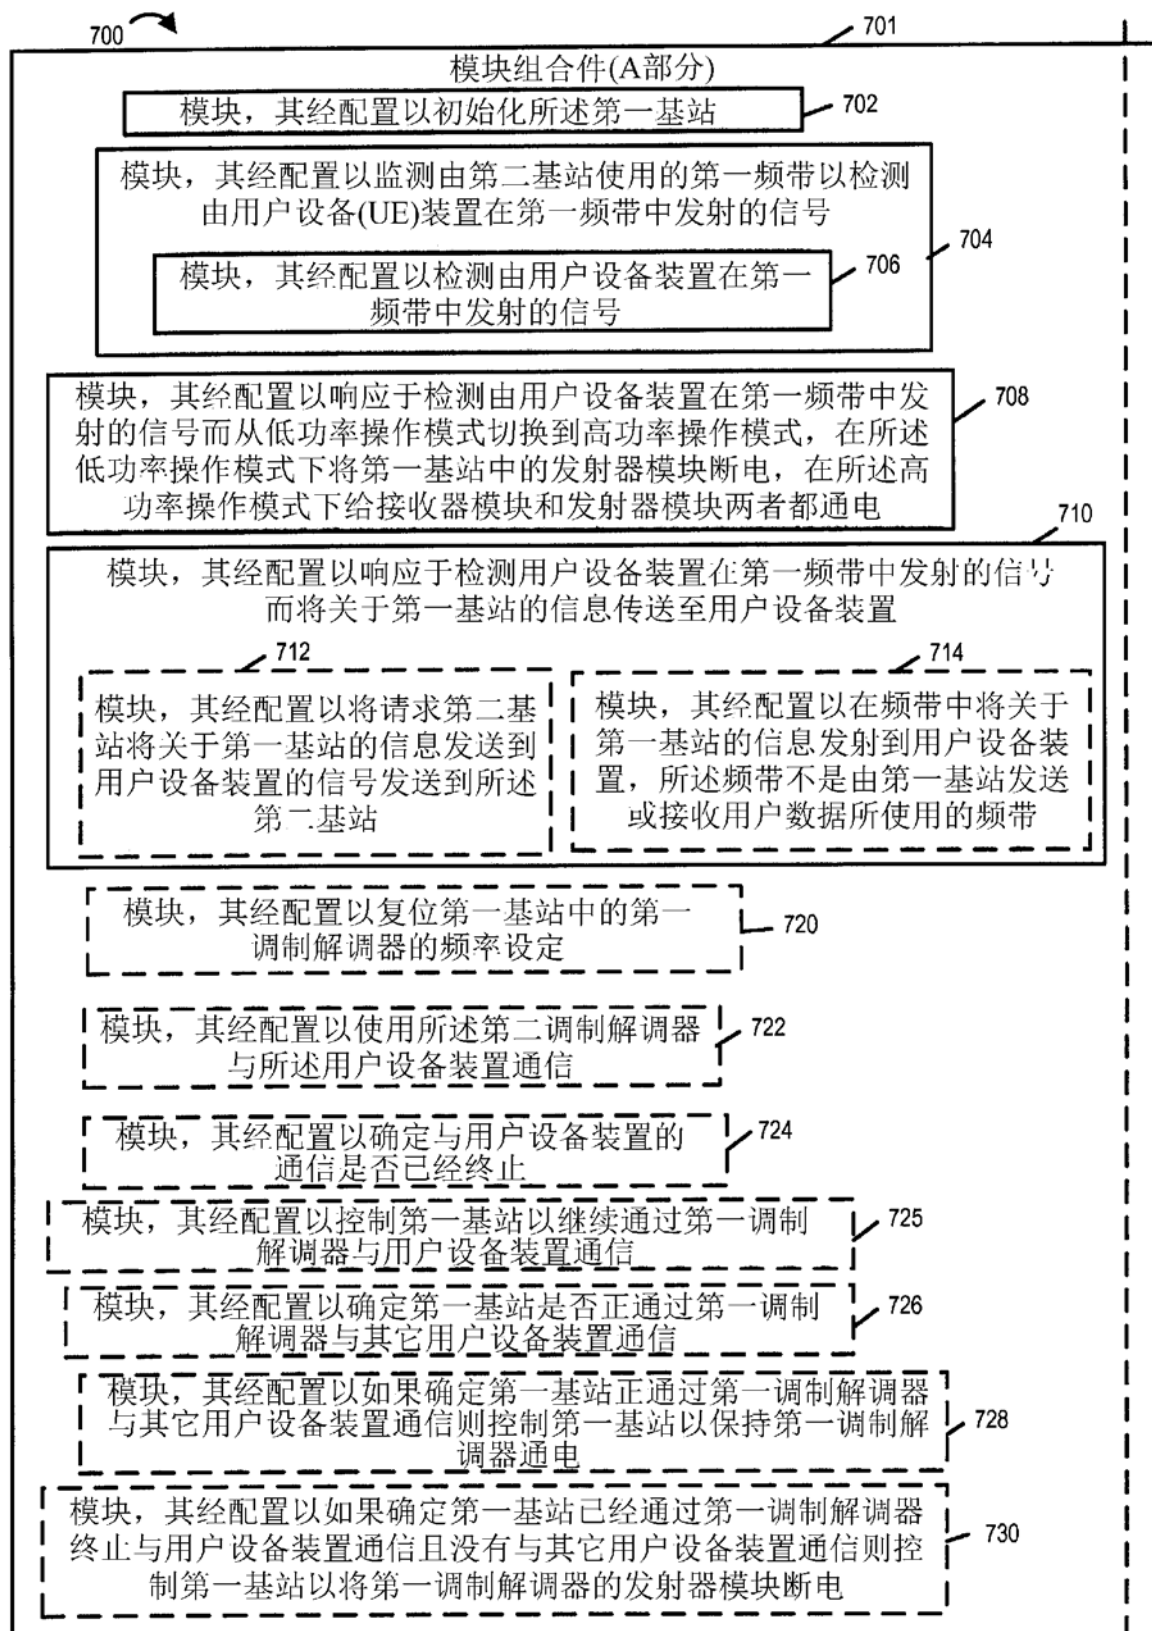 700
701
模块组合件(A部分)
模块，其经配置以初始化所述第一基站
702
模块，其经配置以监测由第二基站使用的第一频带以检测
由用户设备(UE)装置在第一频带中发射的信号
704
模块，其经配置以检测由用户设备装置在第一
频带中发射的信号
706
模块，其经配置以响应于检测由用户设备装置在第一频带中发
射的信号而从低功率操作模式切换到高功率操作模式，在所述
低功率操作模式下将第一基站中的发射器模块断电，在所述高
功率操作模式下给接收器模块和发射器模块两者都通电
708
710
模块，其经配置以响应于检测用户设备装置在第一频带中发射的信号
而将关于第一基站的信息传送至用户设备装置
712
模块，其经配置以将请求第二基
站将关于第一基站的信息发送到
用户设备装置的信号发送到所述
第二基站
714
模块，其经配置以在频带中将关于
第一基站的信息发射到用户设备装
置，所述频带不是由第一基站发送
或接收用户数据所使用的频带
模块，其经配置以复位第一基站中的第一
调制解调器的频率设定
720
模块，其经配置以使用所述第二调制解调器
与所述用户设备装置通信
722
模块，其经配置以确定与用户设备装置的
通信是否已经终止
724
模块，其经配置以控制第一基站以继续通过第一调制
解调器与用户设备装置通信
725
模块，其经配置以确定第一基站是否正通过第一调制
解调器与其它用户设备装置通信
726
模块，其经配置以如果确定第一基站正通过第一调制解调器
与其它用户设备装置通信则控制第一基站以保持第一调制解
调器通电
728
模块，其经配置以如果确定第一基站已经通过第一调制解调器
终止与用户设备装置通信且没有与其它用户设备装置通信则控
制第一基站以将第一调制解调器的发射器模块断电
730